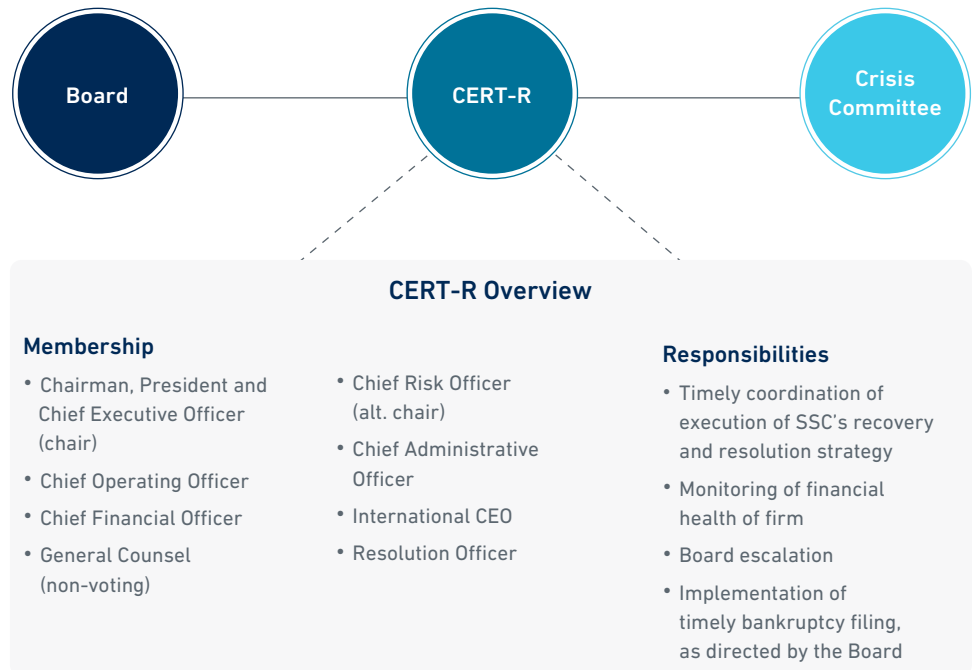 Board
CERT-R
Crisis
Committee
CERT-R Overview
Membership
• Chairman, President and
Chief Executive Officer
(chair)
• Chief Operating Officer
• Chief Financial Officer
• General Counsel
(non-voting)
• Chief Risk Officer
(alt. chair)
• Chief Administrative
Officer
• International CEO
• Resolution Officer
Responsibilities
• Timely coordination of
execution of SSC's recovery
and resolution strategy
• Monitoring of financial
health of firm
• Board escalation
• Implementation of
timely bankruptcy filing,
as directed by the Board